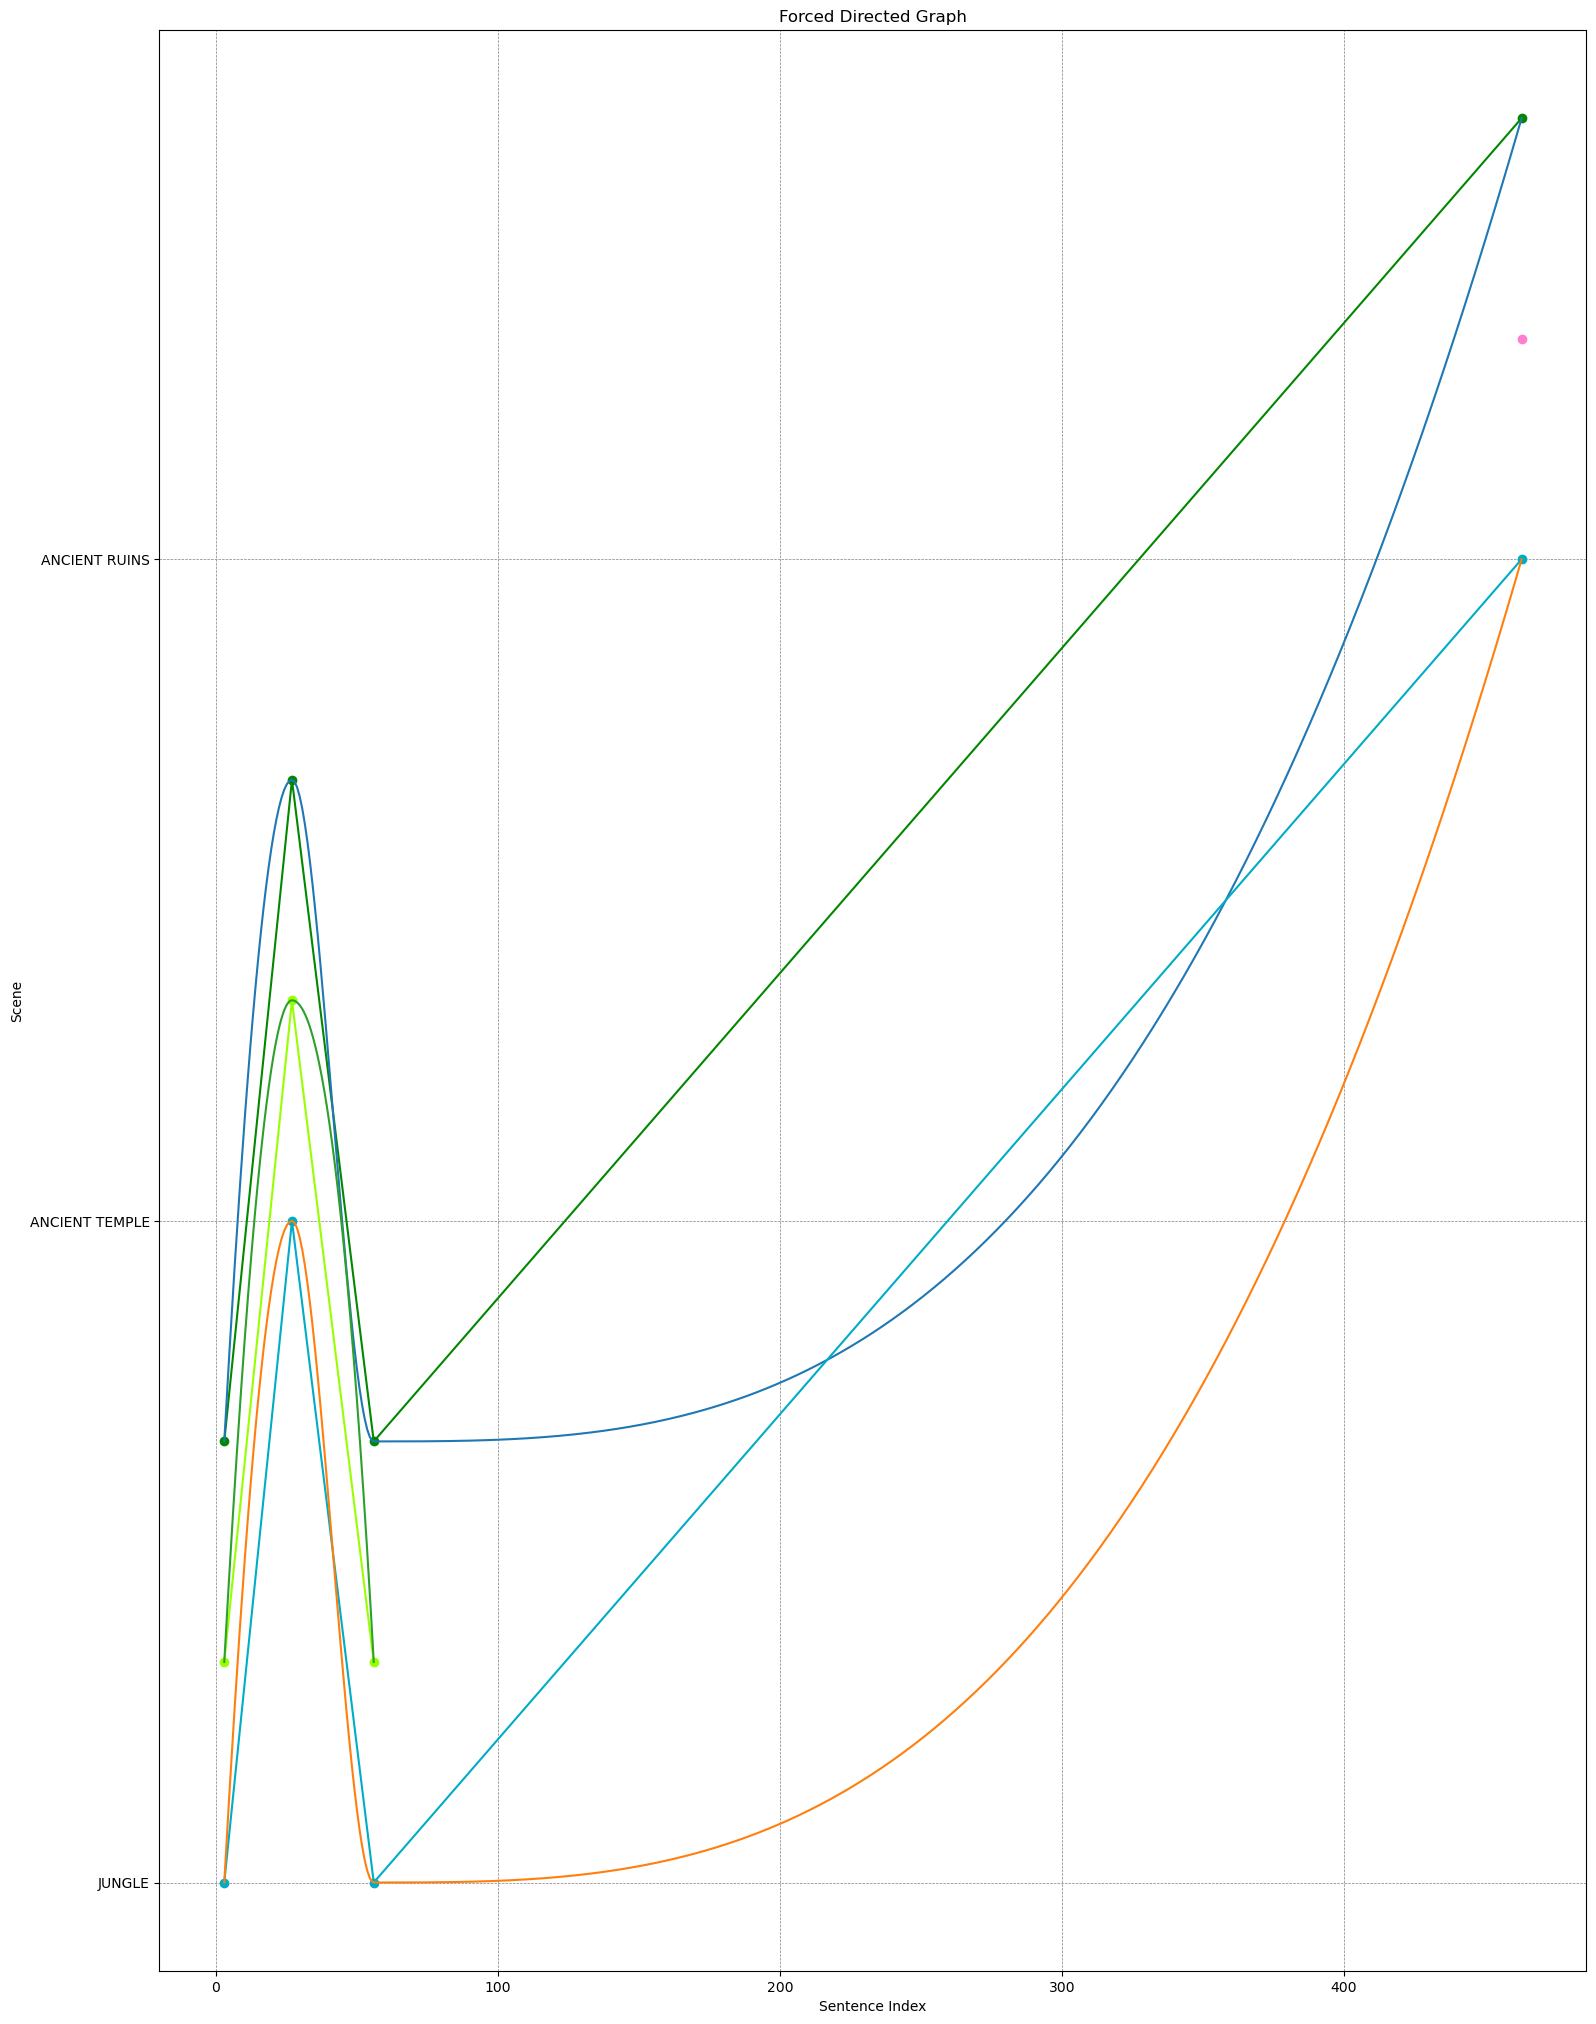 Forced Directed Graph
Scene
ANCIENT RUINS
ANCIENT TEMPLE
JUNGLE
0 100 200 300 400
Sentence Index